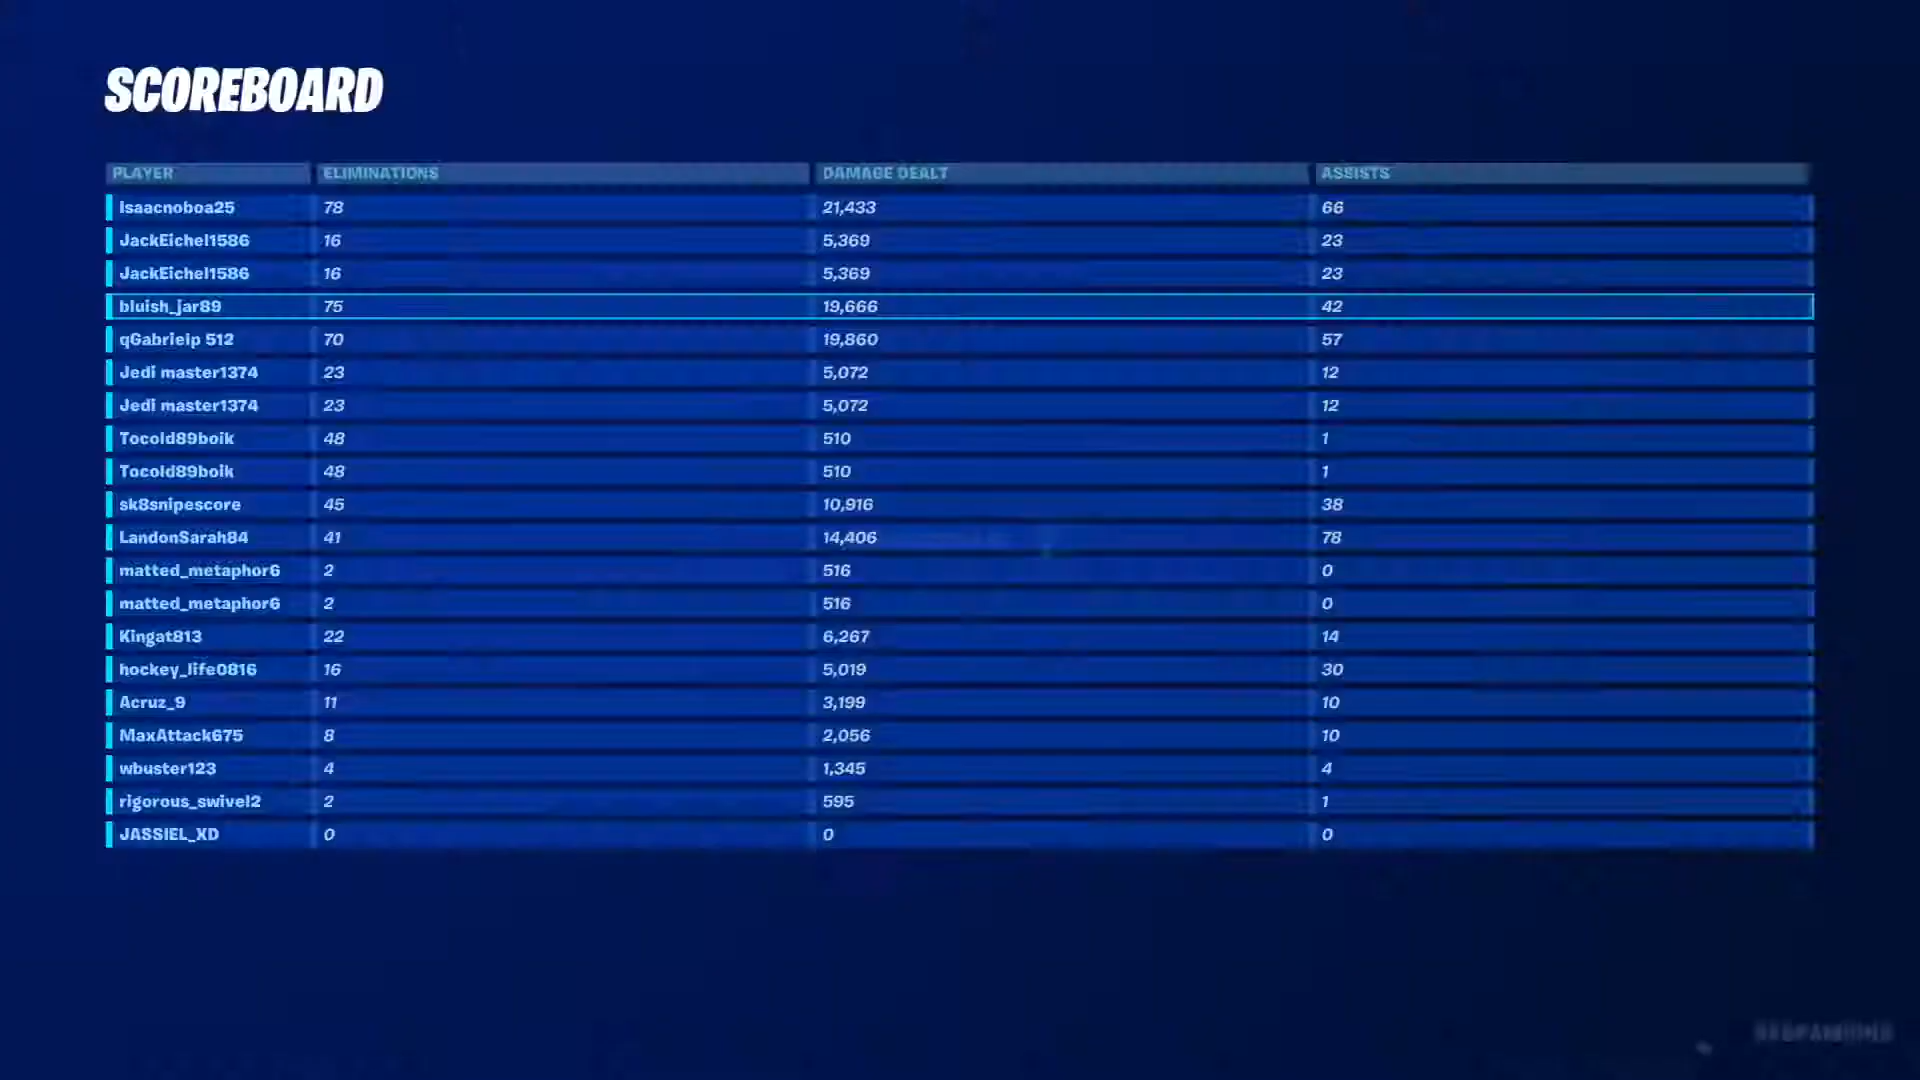 SCOREBOARD
PLAYER ELIMINATIONS DAMAGE DEALT ASSISTS
Isaacnoboa25 78 21,433 66
JackEichel1586 16 5,369 23
JackEichel1586 16 5,369 23
bluish_jar89 75 19,666 42
qGabrielp 512 70 19,860 57
Jedi master1374 23 5,072 12
Jedi master1374 23 5,072 12
Tocold89boik 48 510 1
Tocold89boik 48 510 1
sk8snipescore 45 10,916 38
LandonSarah84 41 14,406 78
matted_metaphor6 2 516 0
matted_metaphor6 2 516 0
Kingat813 22 6,267 14
hockey_life0816 16 5,019 30
Acruz_9 11 3,199 10
MaxAttack675 8 2,056 10
wbuster123 4 1,345 4
rigorous_swivel2 2 595 1
JASSIEL_XD 0 0 0